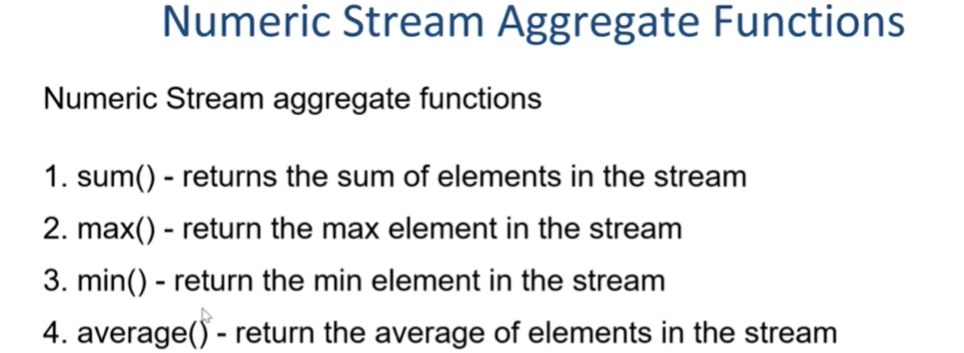 Numeric Stream Aggregate Functions
Numeric Stream aggregate functions
1. sum() - returns the sum of elements in the stream
2. max() - return the max element in the stream
3. min() - return the min element in the stream
4. average() - return the average of elements in the stream